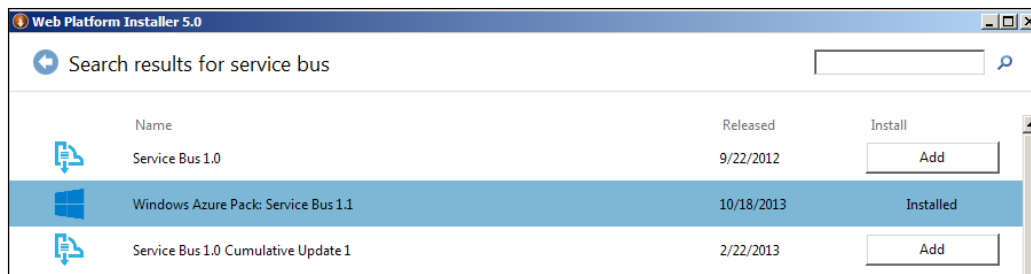 Web Platform Installer 5.0
Search results for service bus
Name Released Install
Service Bus 1.0 9/22/2012 Add
Windows Azure Pack: Service Bus 1.1 10/18/2013 Installed
Service Bus 1.0 Cumulative Update 1 2/22/2013 Add